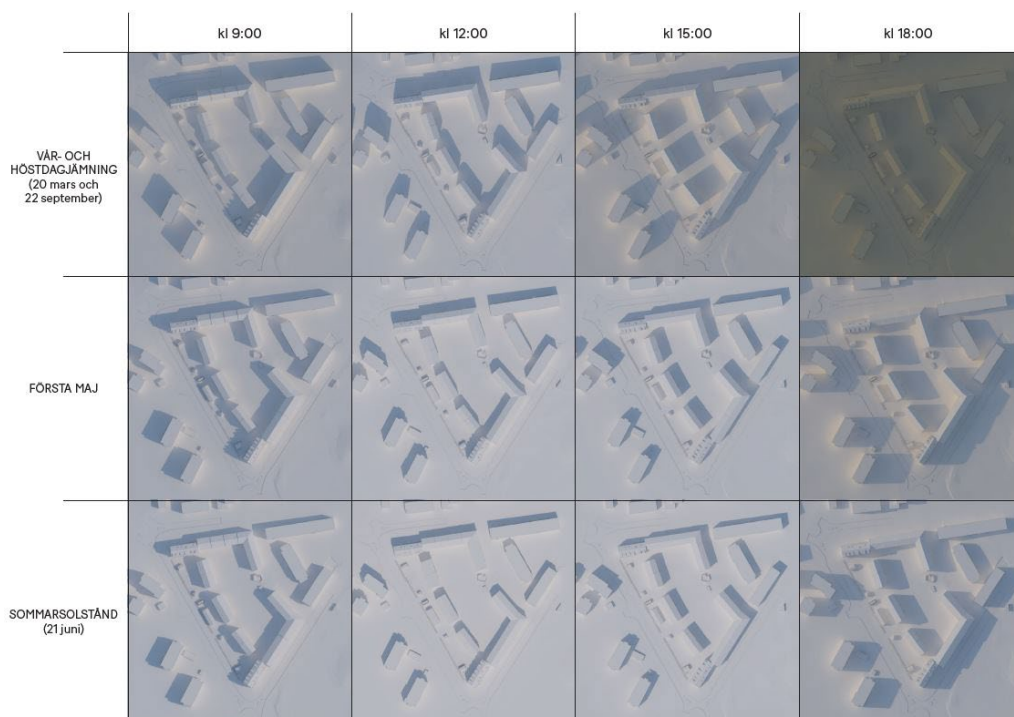 kl 9:00
kl 12:00
kl 15:00
kl 18:00
VÅR- OCH
HÖSTDAGJÄMNING
(20 mars och
22 september)
FÖRSTA MAJ
SOMMARSOLSTÅND
(21 juni)